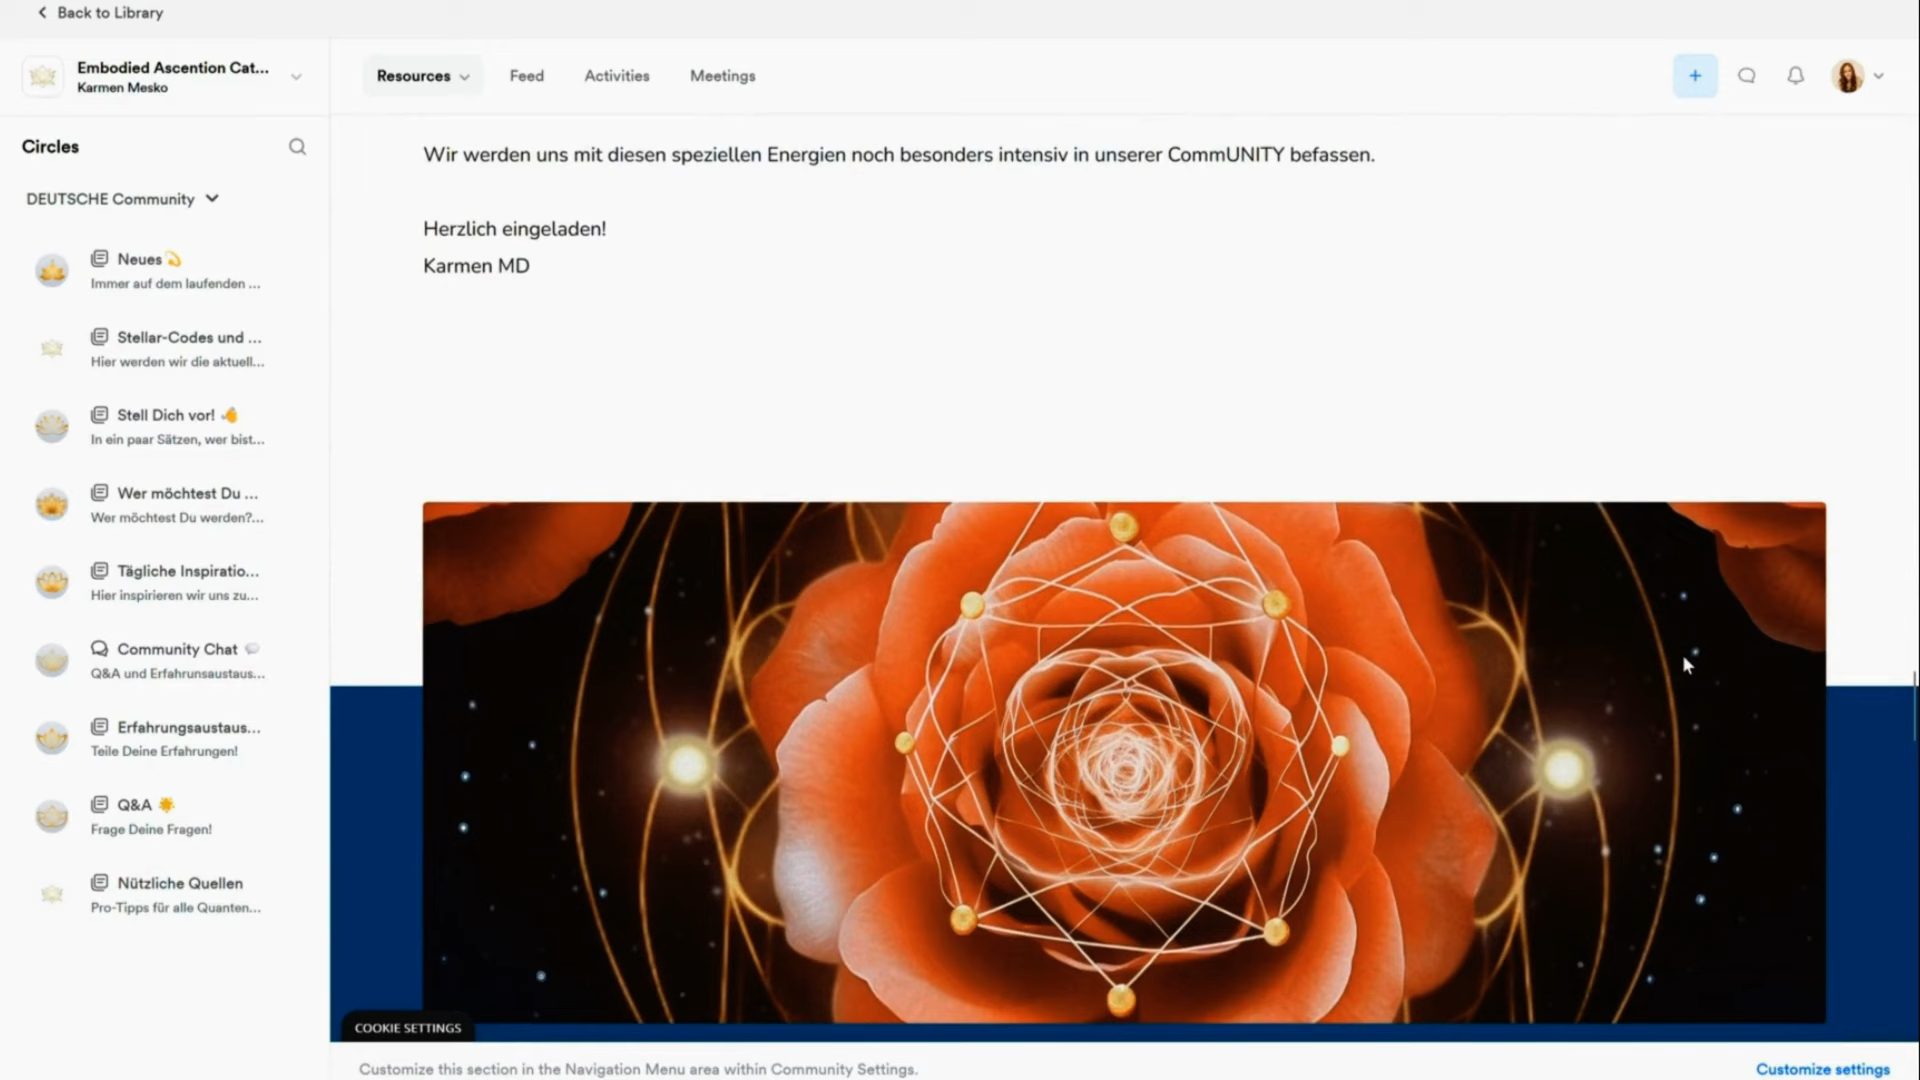 Back to Library
Embodied Ascention Cat...
Karmen Mesko
Resources
Feed
Activities
Meetings
Circles
DEUTSCHE Community
Neues
Immer auf dem laufenden ...
Stellar-Codes und ...
Hier werden wir die aktuell...
Stell Dich vor!
In ein paar Sätzen, wer bist...
Wer möchtest Du ...
Wer möchtest Du werden?...
Tägliche Inspiratio...
Hier inspirieren wir uns zu...
Community Chat
Q&A und Erfahrunsaustaus...
Erfahrungsaustaus...
Teile Deine Erfahrungen!
Q&A
Frage Deine Fragen!
Nützliche Quellen
Pro-Tipps für alle Quanten...
Wir werden uns mit diesen speziellen Energien noch besonders intensiv in unserer CommUNITY befassen.
Herzlich eingeladen!
Karmen MD
COOKIE SETTINGS
Customize this section in the Navigation Menu area within Community Settings.
Customize settings